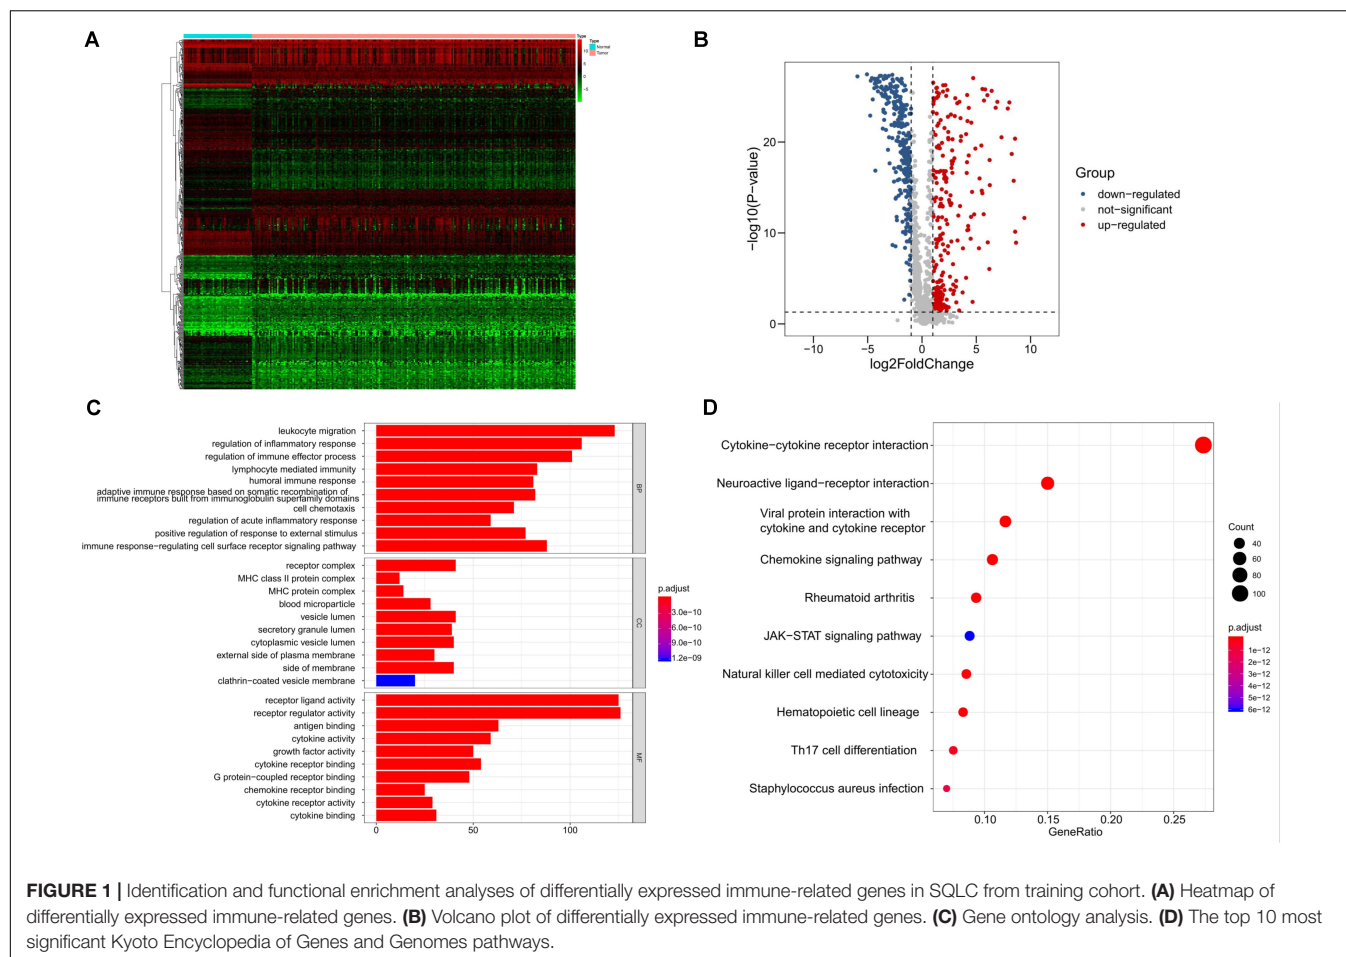 A
Type
Type
Normal
Tumor
10
5
0
−5
B
20
10
0
−log10(P−value)
−10
−5
0
5
10
log2FoldChange
Group
down−regulated
not−significant
up−regulated
C
leukocyte migration
regulation of inflammatory response
regulation of immune effector process
lymphocyte mediated immunity
humoral immune response
adaptive immune response based on somatic recombination of
immune receptors built from immunoglobulin superfamily domains
cell chemotaxis
regulation of acute inflammatory response
positive regulation of response to external stimulus
immune response−regulating cell surface receptor signaling pathway
BP
receptor complex
MHC class II protein complex
MHC protein complex
blood microparticle
vesicle lumen
secretory granule lumen
cytoplasmic vesicle lumen
external side of plasma membrane
side of membrane
clathrin−coated vesicle membrane
CC
receptor ligand activity
receptor regulator activity
antigen binding
cytokine activity
growth factor activity
cytokine receptor binding
G protein−coupled receptor binding
chemokine receptor binding
cytokine receptor activity
cytokine binding
MF
0
50
100
p.adjust
3.0e−10
6.0e−10
9.0e−10
1.2e−09
D
Cytokine−cytokine receptor interaction
Neuroactive ligand−receptor interaction
Viral protein interaction with
cytokine and cytokine receptor
Chemokine signaling pathway
Rheumatoid arthritis
JAK−STAT signaling pathway
Natural killer cell mediated cytotoxicity
Hematopoietic cell lineage
Th17 cell differentiation
Staphylococcus aureus infection
0.10
0.15
0.20
0.25
GeneRatio
Count
40
60
80
100
p.adjust
1e−12
2e−12
3e−12
4e−12
5e−12
6e−12
FIGURE 1 | Identification and functional enrichment analyses of differentially expressed immune-related genes in SQLC from training cohort. (A) Heatmap of
differentially expressed immune-related genes. (B) Volcano plot of differentially expressed immune-related genes. (C) Gene ontology analysis. (D) The top 10 most
significant Kyoto Encyclopedia of Genes and Genomes pathways.